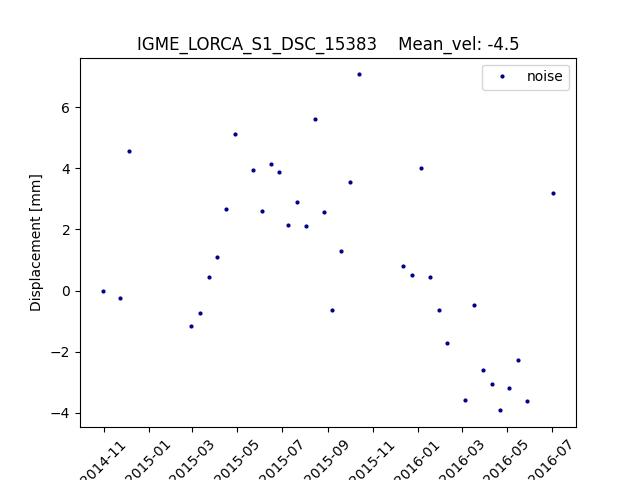 IGME_LORCA_S1_DSC_15383    Mean_vel: -4.5
noise
Displacement [mm]
6
4
2
0
−2
−4
2014-11 2015-01 2015-03 2015-05 2015-07 2015-09 2015-11 2016-01 2016-03 2016-05 2016-07